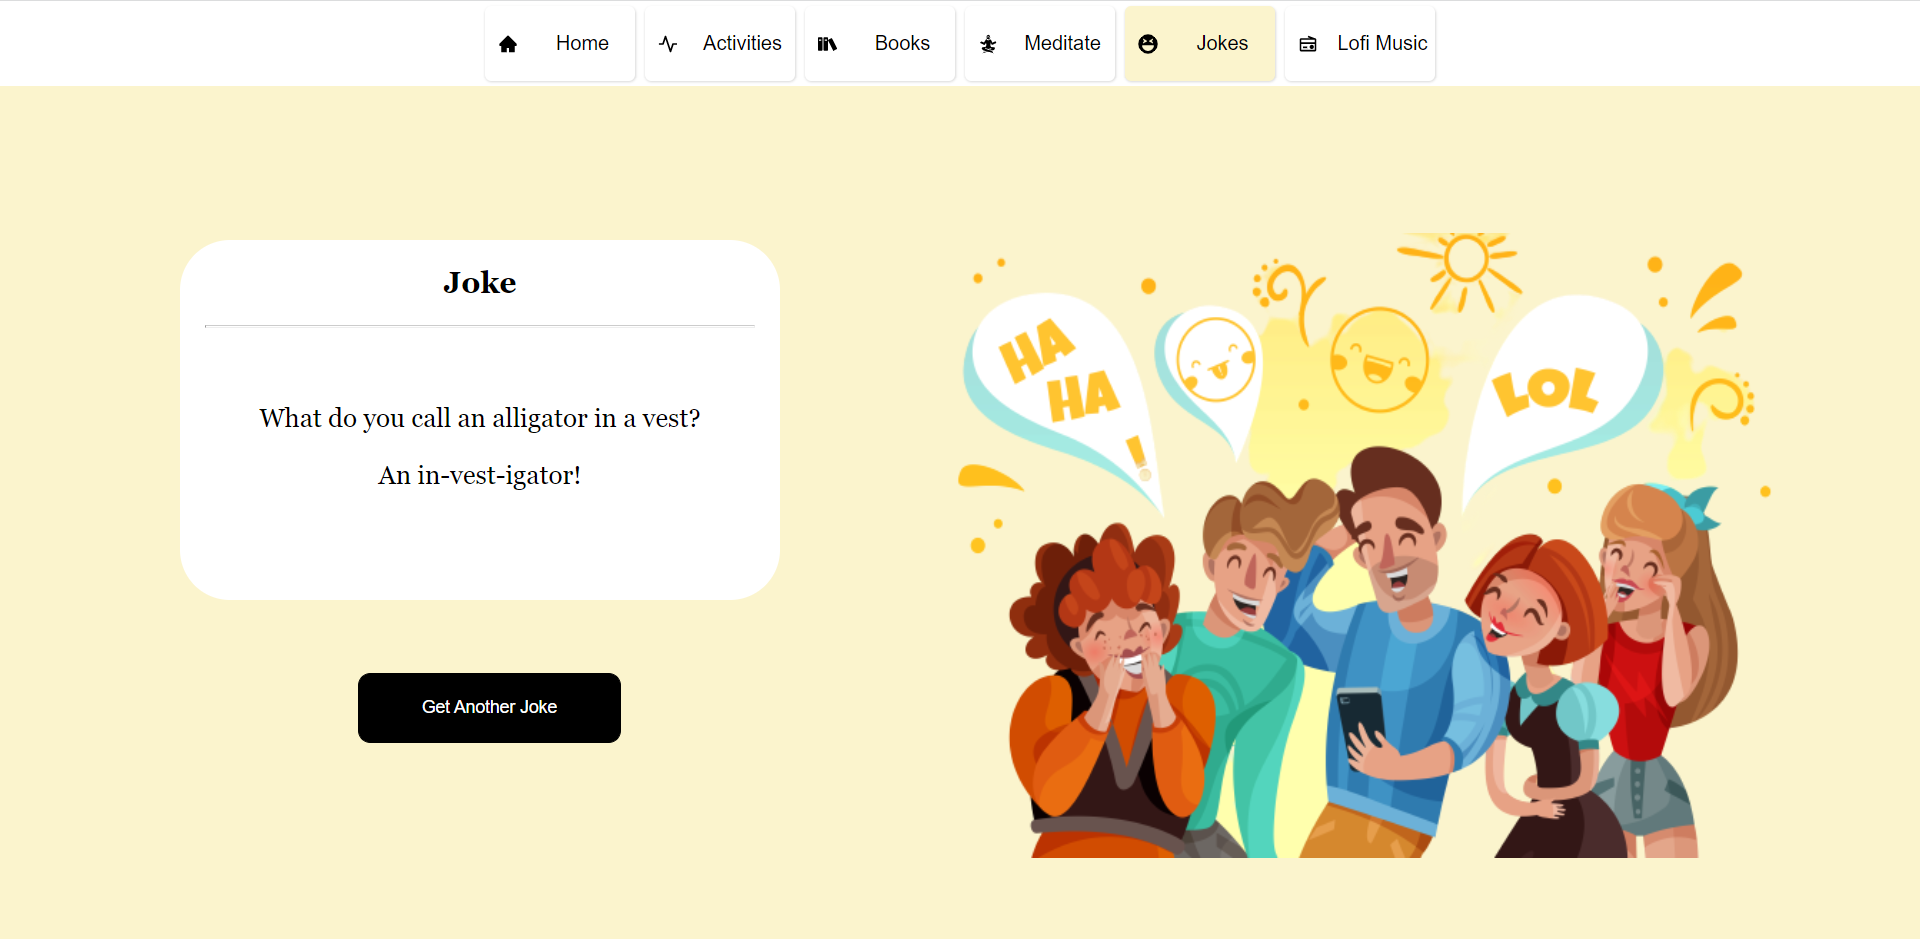 Home
Activities
Books
Meditate
Jokes
Lofi Music
Joke
What do you call an alligator in a vest?
An in-vest-igator!
Get Another Joke
HA
HA
!
LOL